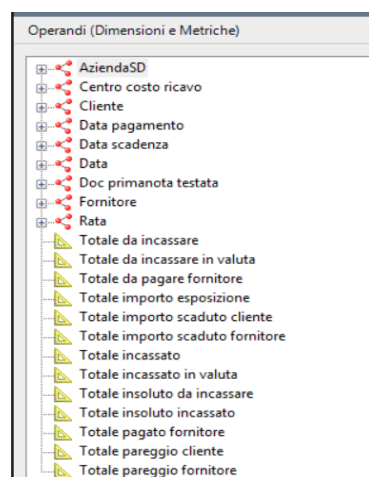 Operandi (Dimensioni e Metriche)
AziendaSD
Centro costo ricavo
Cliente
Data pagamento
Data scadenza
Data
Doc primanota testata
Fornitore
Rata
Totale da incassare
Totale da incassare in valuta
Totale da pagare fornitore
Totale importo esposizione
Totale importo scaduto cliente
Totale importo scaduto fornitore
Totale incassato
Totale incassato in valuta
Totale insoluto da incassare
Totale insoluto incassato
Totale pagato fornitore
Totale pareggio cliente
Totale pareggio fornitore